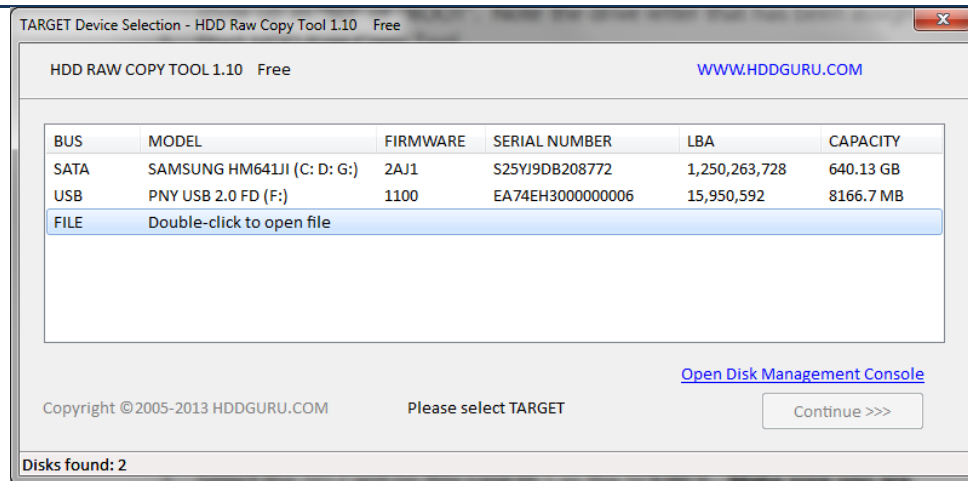 TARGET Device Selection - HDD Raw Copy Tool 1.10 Free
HDD RAW COPY TOOL 1.10 Free WWW.HDDGURU.COM
BUS MODEL FIRMWARE SERIAL NUMBER LBA CAPACITY
SATA SAMSUNG HM641JI (C: D: G:) 2AJ1 S25YJ9DB208772 1,250,263,728 640.13 GB
USB PNY USB 2.0 FD (F:) 1100 EA74EH3000000006 15,950,592 8166.7 MB
FILE Double-click to open file
Open Disk Management Console
Copyright ©2005-2013 HDDGURU.COM Please select TARGET Continue >>>
Disks found: 2